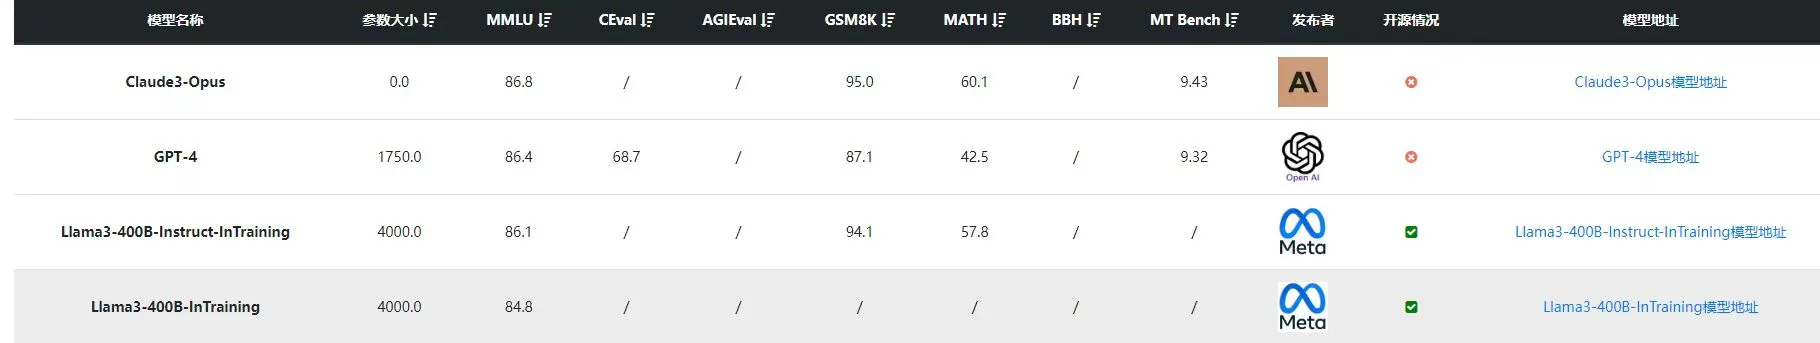 模型名称 参数大小 MMLU CEval AGIEval GSM8K MATH BBH MT Bench 发布者 开源情况 模型地址
Claude3-Opus 0.0 86.8 / / 95.0 60.1 / 9.43 A\ Claude3-Opus模型地址
GPT-4 1750.0 86.4 68.7 / 87.1 42.5 / 9.32 Open AI GPT-4模型地址
Llama3-400B-Instruct-InTraining 4000.0 86.1 / / 94.1 57.8 / / Meta Llama3-400B-Instruct-InTraining模型地址
Llama3-400B-InTraining 4000.0 84.8 / / / / / / Meta Llama3-400B-InTraining模型地址